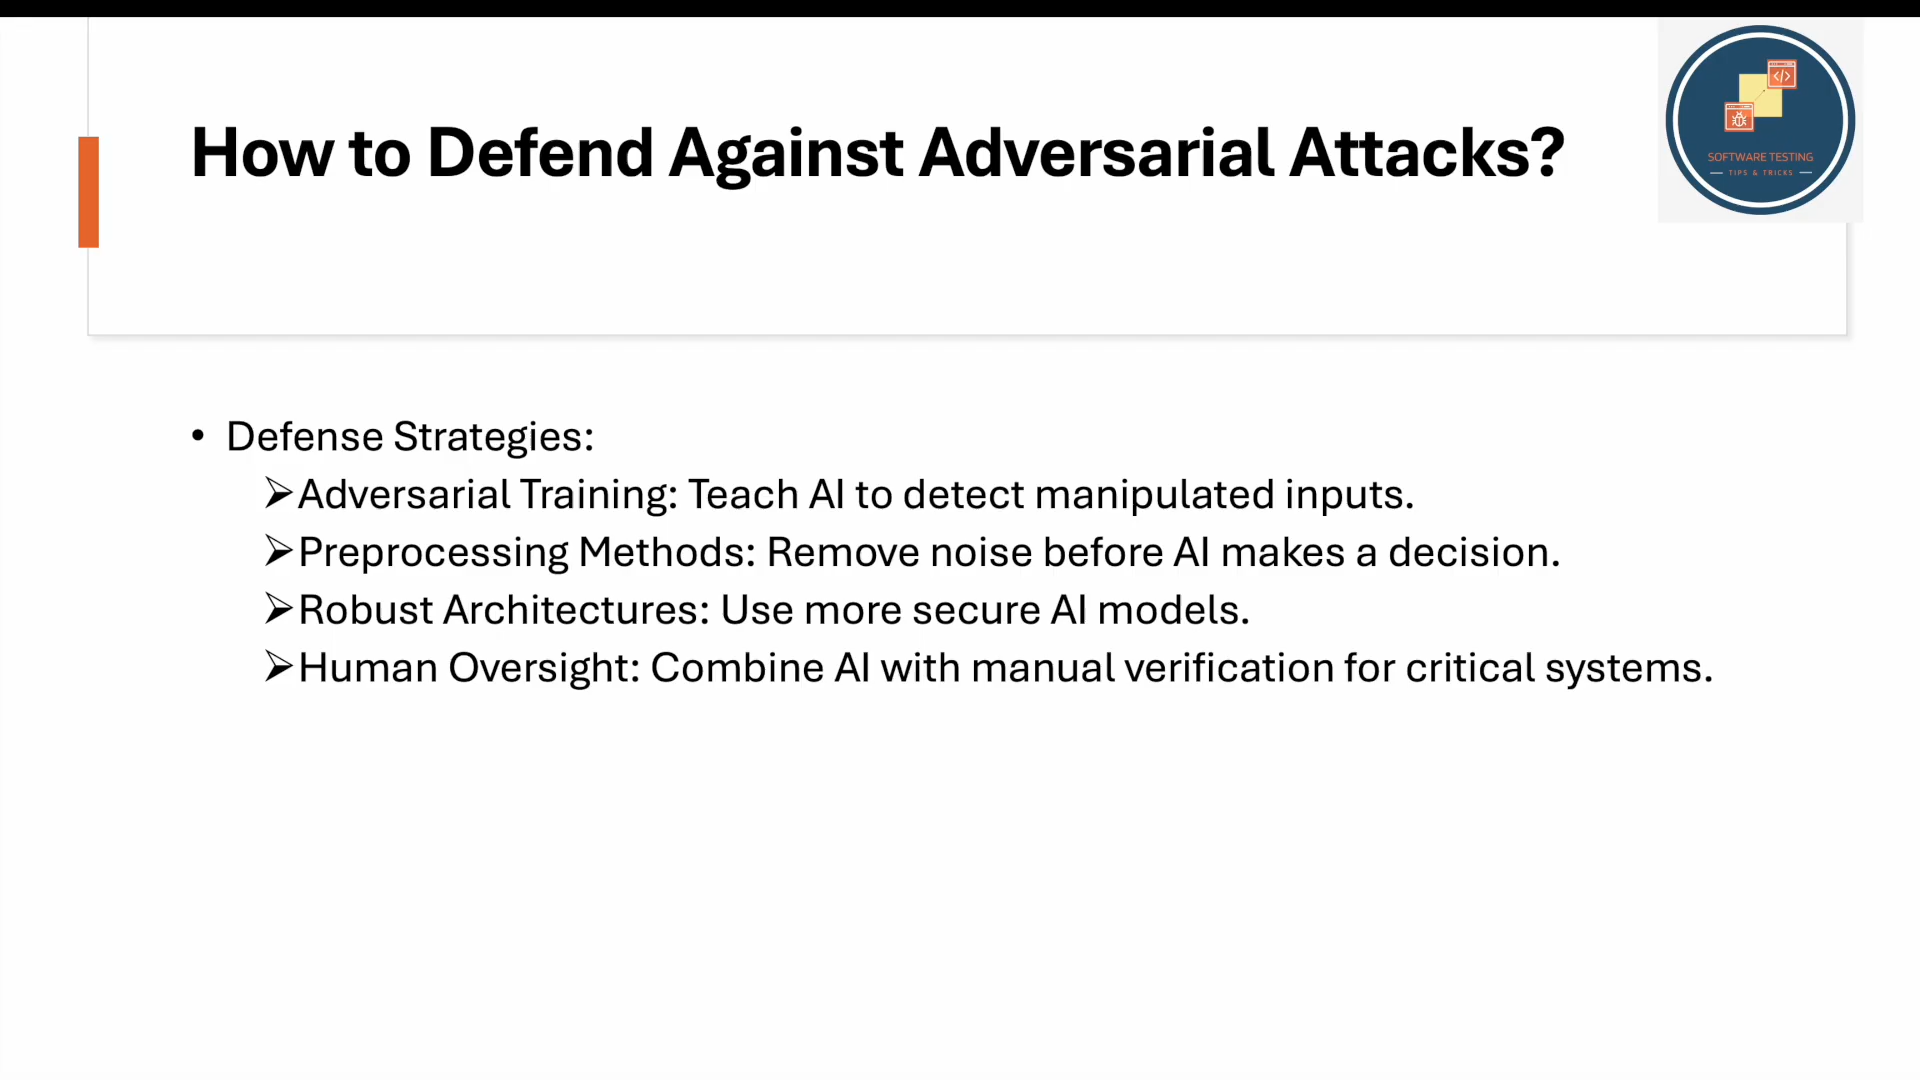 How to Defend Against Adversarial Attacks?
SOFTWARE TESTING
TIPS & TRICKS
• Defense Strategies:
➢Adversarial Training: Teach AI to detect manipulated inputs.
➢Preprocessing Methods: Remove noise before AI makes a decision.
➢Robust Architectures: Use more secure AI models.
➢Human Oversight: Combine AI with manual verification for critical systems.